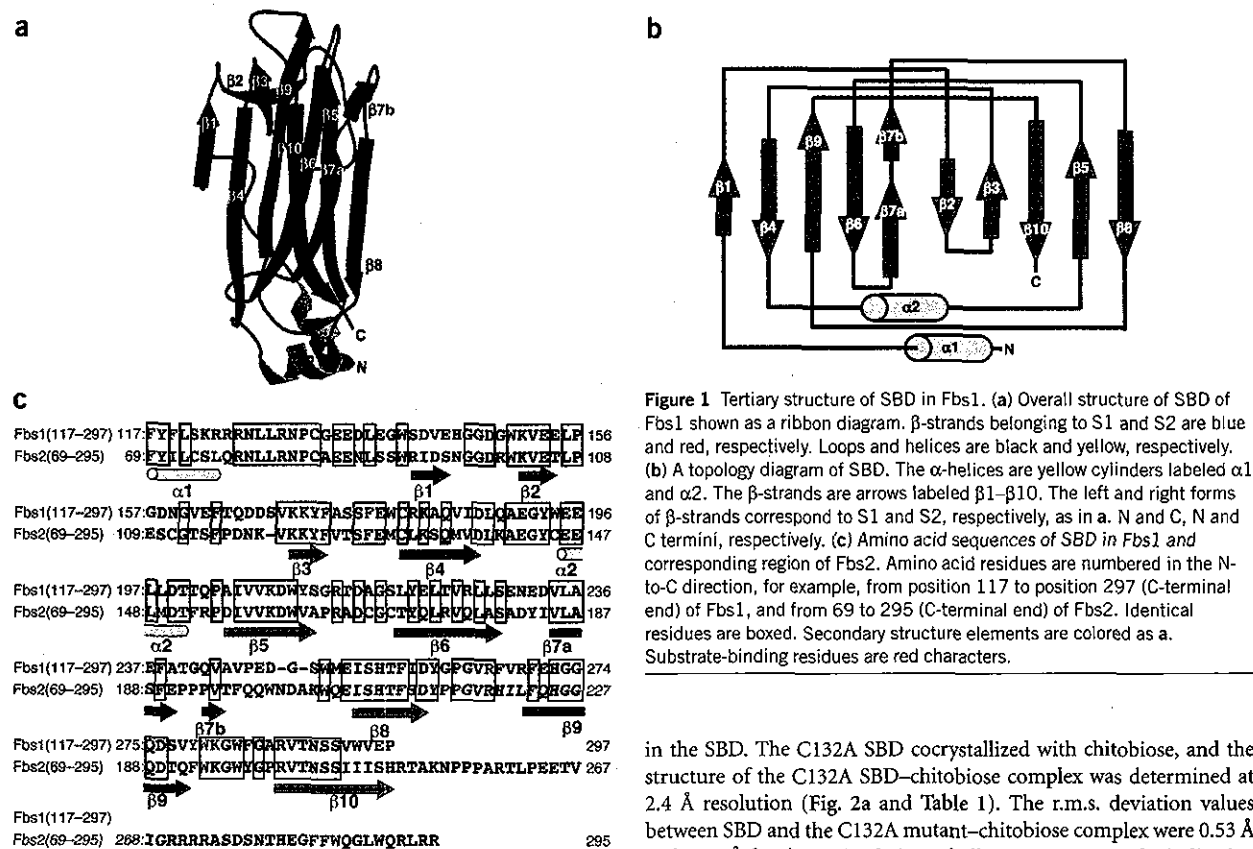 a
β2
β3
β9
β5
β7b
β1
β10
β6
β7a
β4
β8
C
N
b
β7b
β9
β1
β3
β5
β4
β6
β7a
β2
β10
β8
C
α2
α1
N
Figure 1 Tertiary structure of SBD in Fbs1. (a) Overall structure of SBD of
Fbs1 shown as a ribbon diagram. β-strands belonging to S1 and S2 are blue
and red, respectively. Loops and helices are black and yellow, respectively.
(b) A topology diagram of SBD. The α-helices are yellow cylinders labeled α1
and α2. The β-strands are arrows labeled β1–β10. The left and right forms
of β-strands correspond to S1 and S2, respectively, as in a. N and C, N and
C termini, respectively. (c) Amino acid sequences of SBD in Fbs1 and
corresponding region of Fbs2. Amino acid residues are numbered in the N-
to-C direction, for example, from position 117 to position 297 (C-terminal
end) of Fbs1, and from 69 to 295 (C-terminal end) of Fbs2. Identical
residues are boxed. Secondary structure elements are colored as a.
Substrate-binding residues are red characters.
c
Fbs1(117–297) 117:FYFLSKRRRNLLRNPCGEEDLEGWSDVEHGGDGWKVEELP 156
Fbs2(69–295) 69:FYILCSLQRNLLRNPCAEENLSSWRIDSNGGDRWKVETLP 108
α1 β1 β2
Fbs1(117–297) 157:GDNGVEFTQDDSVKKYFASSFEWCRKAQVIDLQAEGYWEE 196
Fbs2(69–295) 109:ESCGTSFPDNK-VKKYFVTSFEMCLKSQMVDLKAEGYCEE 147
β3 β4 α2
Fbs1(117–297) 197:LLDTTQPAIVVKDWYSGRTDAGSLYELTVRLLSENEDVLA 236
Fbs2(69–295) 148:LMDTFRPDIVVKDWVAPRADCGCTYQLRVQLASADYIVLA 187
α2 β5 β6 β7a
Fbs1(117–297) 237:EFATGQVAVPED-G-SWMEISHTFIDYGPGVRFVRFEHGG 274
Fbs2(69–295) 188:SFEPPPVTFQQWNDAKWQEISHTFSDYPPGVRHILFQHGG 227
β7b β8 β9
Fbs1(117–297) 275:QDSVYWKGWFGARVTNSSVWVEP 297
Fbs2(69–295) 188:QDTQFWKGWYGPRVTNSSIIISHRTAKNPPPARTLPEETV 267
β9 β10
Fbs1(117–297)
Fbs2(69–295) 268:IGRRRRASDSNTHEGFFWQGLWQRLRR 295
in the SBD. The C132A SBD cocrystallized with chitobiose, and the
structure of the C132A SBD–chitobiose complex was determined at
2.4 Å resolution (Fig. 2a and Table 1). The r.m.s. deviation values
between SBD and the C132A mutant–chitobiose complex were 0.53 Å